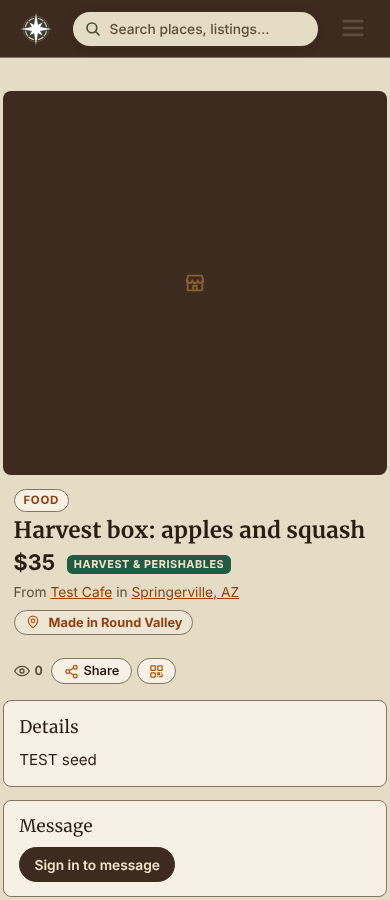 Search places, listings...
FOOD
Harvest box: apples and squash
$35 HARVEST & PERISHABLES
From Test Cafe in Springerville, AZ
Made in Round Valley
0 Share
Details
TEST seed
Message
Sign in to message